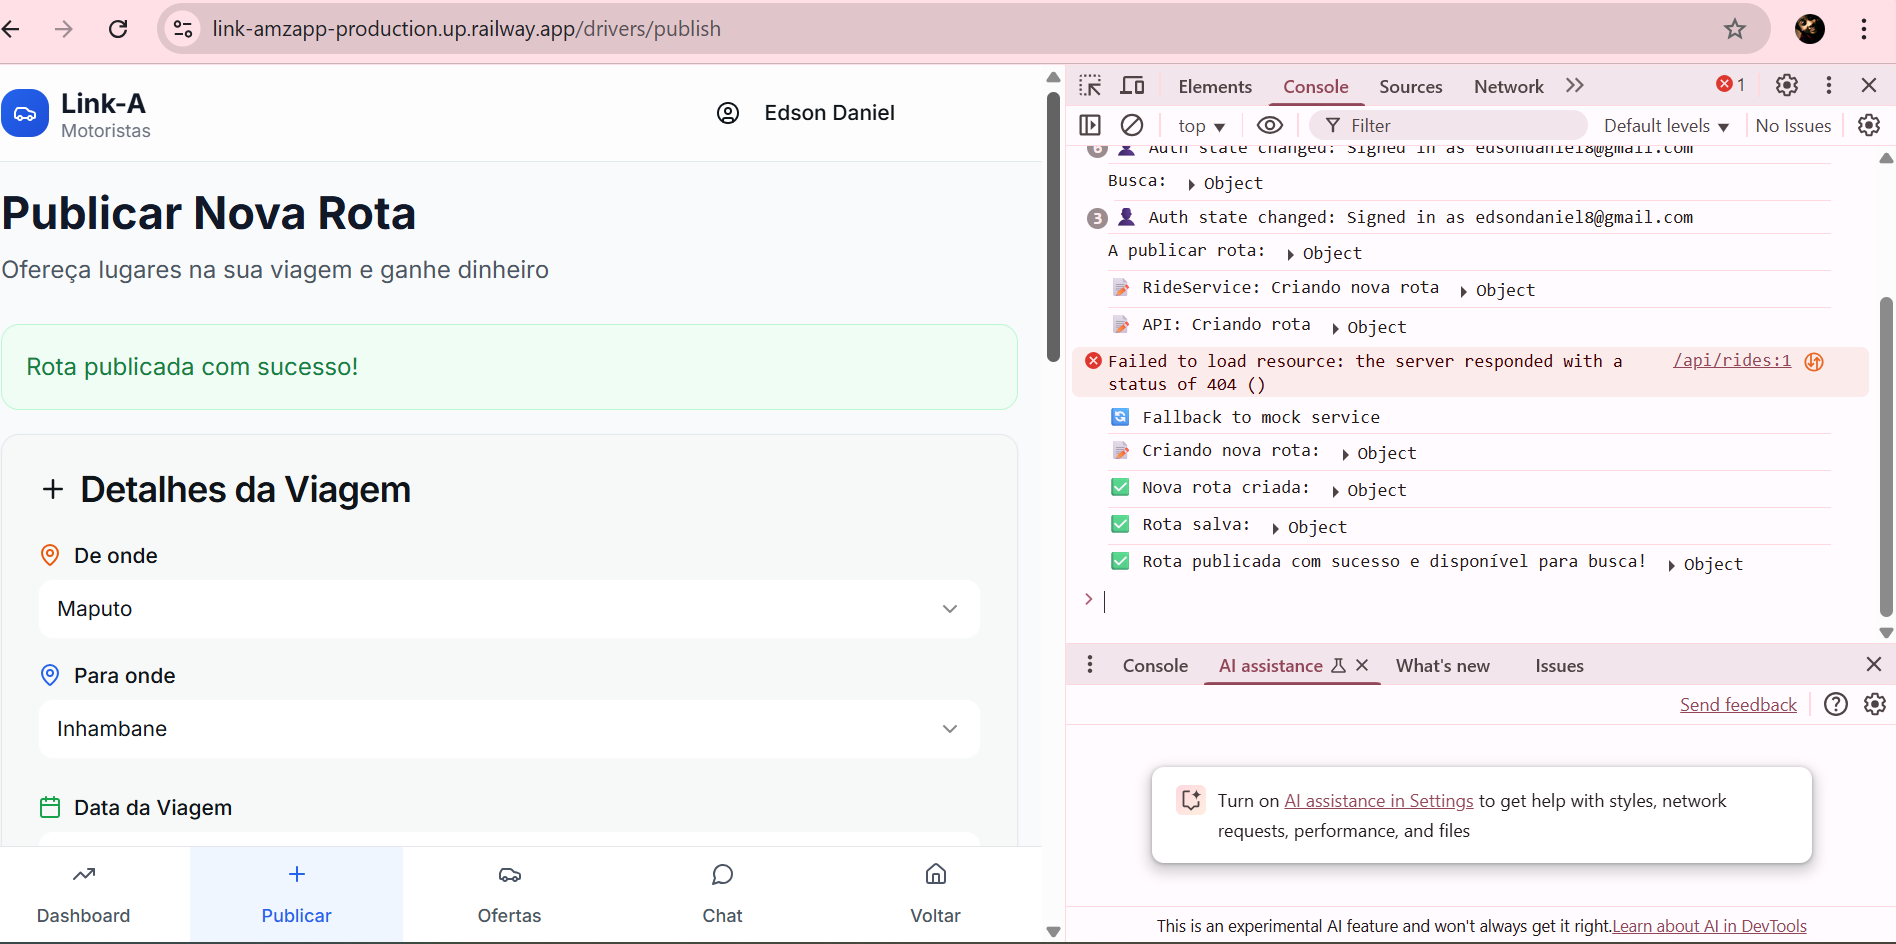 link-amzapp-production.up.railway.app/drivers/publish
Link-A
Motoristas
Edson Daniel
Publicar Nova Rota
Ofereça lugares na sua viagem e ganhe dinheiro
Rota publicada com sucesso!
Detalhes da Viagem
De onde
Maputo
Para onde
Inhambane
Data da Viagem
Dashboard
Publicar
Ofertas
Chat
Voltar
Elements
Console
Sources
Network
1
top
Filter
Default levels
No Issues
6 Auth state changed: Signed in as edsondaniel8@gmail.com
Busca: Object
3 Auth state changed: Signed in as edsondaniel8@gmail.com
A publicar rota: Object
RideService: Criando nova rota Object
API: Criando rota Object
Failed to load resource: the server responded with a /api/rides:1
status of 404 ()
Fallback to mock service
Criando nova rota: Object
Nova rota criada: Object
Rota salva: Object
Rota publicada com sucesso e disponível para busca! Object
Console
AI assistance
What's new
Issues
Send feedback
Turn on AI assistance in Settings to get help with styles, network
requests, performance, and files
This is an experimental AI feature and won't always get it right.Learn about AI in DevTools